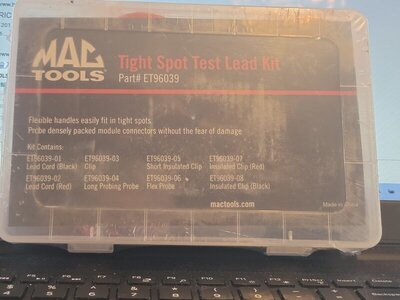 MAC
TOOLS
Tight Spot Test Lead Kit
Part# ET96039
Flexible handles easily fit in tight spots
Probe densely packed module connectors without the fear of damage
Kit Contains:
ET96039-01 ET96039-03 ET96039-05 ET96039-07
Lead Cord (Black) Clip Short Insulated Clip Insulated Clip (Red)
ET96039-02 ET96039-04 ET96039-06 ET96039-08
Lead Cord (Red) Long Probing Probe Flex Probe Insulated Clip (Black)
mactools.com
Made in China